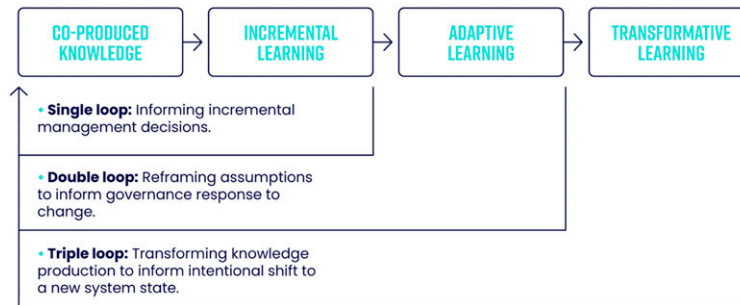 CO-PRODUCED
KNOWLEDGE
INCREMENTAL
LEARNING
ADAPTIVE
LEARNING
TRANSFORMATIVE
LEARNING
• Single loop: Informing incremental
management decisions.
• Double loop: Reframing assumptions
to inform governance response to
change.
• Triple loop: Transforming knowledge
production to inform intentional shift to
a new system state.